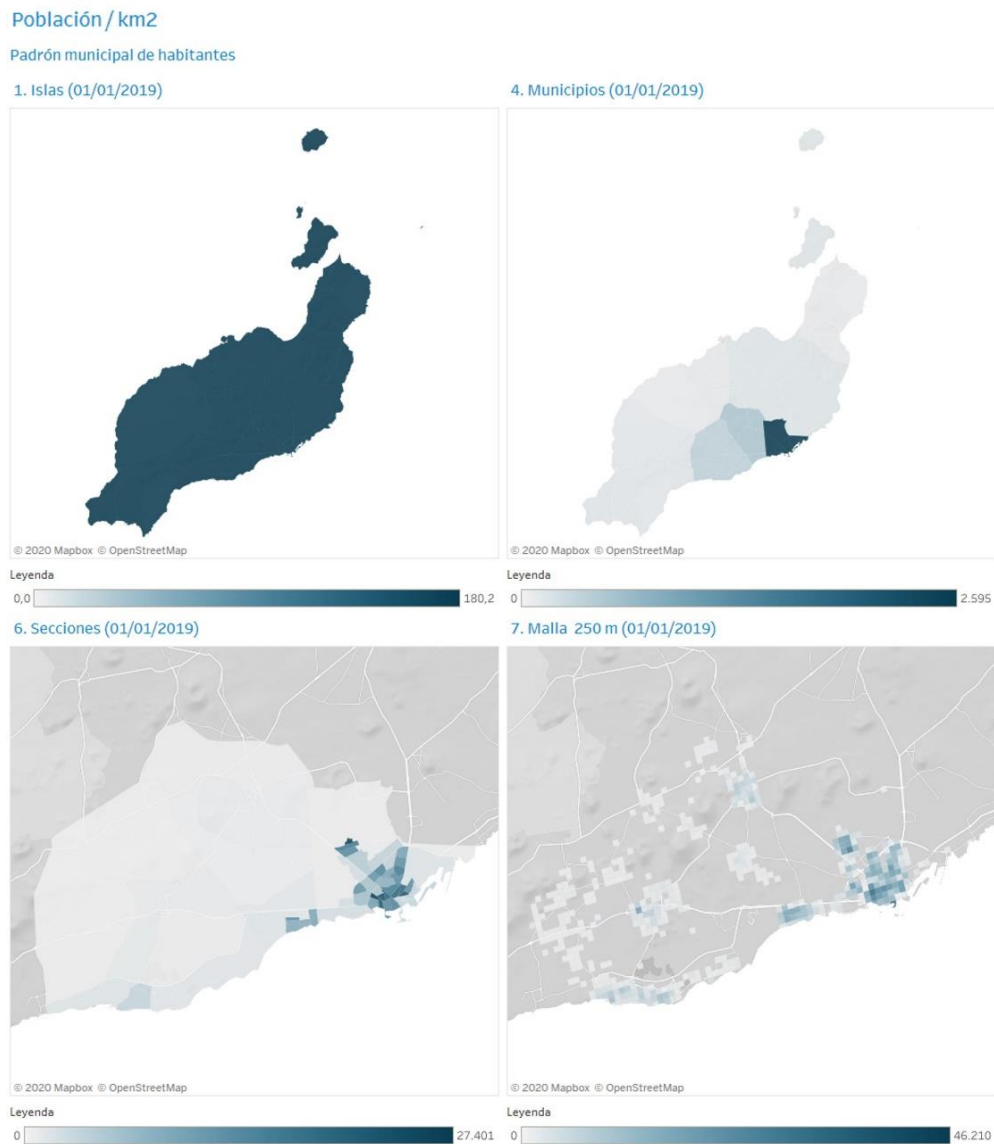 Población / km2
Padrón municipal de habitantes
1. Islas (01/01/2019)
4. Municipios (01/01/2019)
© 2020 Mapbox © OpenStreetMap
© 2020 Mapbox © OpenStreetMap
Leyenda
Leyenda
0,0 180,2
0 2.595
6. Secciones (01/01/2019)
7. Malla 250 m (01/01/2019)
© 2020 Mapbox © OpenStreetMap
© 2020 Mapbox © OpenStreetMap
Leyenda
Leyenda
0 27.401
0 46.210